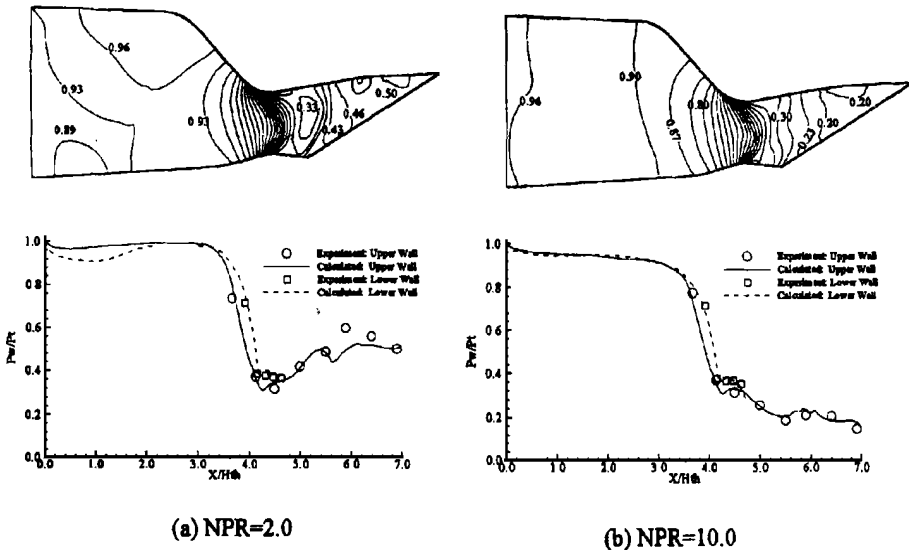 0.96
0.93
0.89
0.93
0.33
0.50
0.46
0.43
0.96
0.90
0.80
0.87
0.30
0.20
0.20
0.23
1.0
0.8
0.6
0.4
0.2
0.0
Pw/Pt
Experiment: Upper Wall
Calculated: Upper Wall
Experiment: Lower Wall
Calculated: Lower Wall
0.0 1.0 2.0 3.0 4.0 5.0 6.0 7.0
X/Hth
1.0
0.8
0.6
0.4
0.2
0.0
Pw/Pt
Experiment: Upper Wall
Calculated: Upper Wall
Experiment: Lower Wall
Calculated: Lower Wall
0.0 1.0 2.0 3.0 4.0 5.0 6.0 7.0
X/Hth
(a) NPR=2.0
(b) NPR=10.0